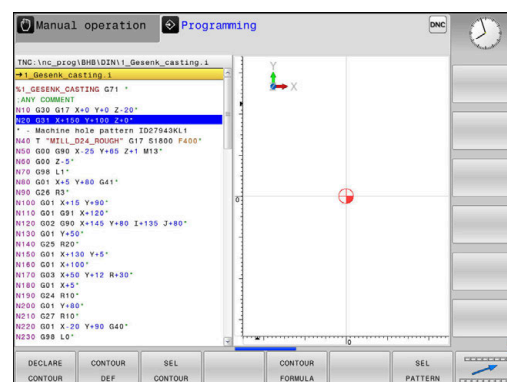 Manual operation
Programming
DNC
TNC:\nc_prog\BHB\DIN\1_Gesenk_casting.i
→1_Gesenk_casting.i
%1_GESENK_CASTING G71 *
;ANY COMMENT
N10 G30 G17 X+0 Y+0 Z-20*
N20 G31 X+150 Y+100 Z+0*
* - Machine hole pattern ID27943KL1
N40 T "MILL_D24_ROUGH" G17 S1800 F400*
N50 G00 G90 X-25 Y+65 Z+1 M13*
N60 G00 Z-5*
N70 G98 L1*
N80 G01 X+5 Y+80 G41*
N90 G26 R3*
N100 G01 X+15 Y+90*
N110 G01 G91 X+120*
N120 G02 G90 X+145 Y+80 I+135 J+80*
N130 G01 Y+50*
N140 G25 R20*
N150 G01 X+130 Y+5*
N160 G01 X+100*
N170 G03 X+50 Y+12 R+30*
N180 G01 X+5*
N190 G24 R10*
N200 G01 Y+80*
N210 G27 R10*
N220 G01 X-20 Y+90 G40*
N230 G98 L0*
Y
X
0
0
DECLARE CONTOUR
CONTOUR DEF
SEL CONTOUR
CONTOUR FORMULA
SEL PATTERN